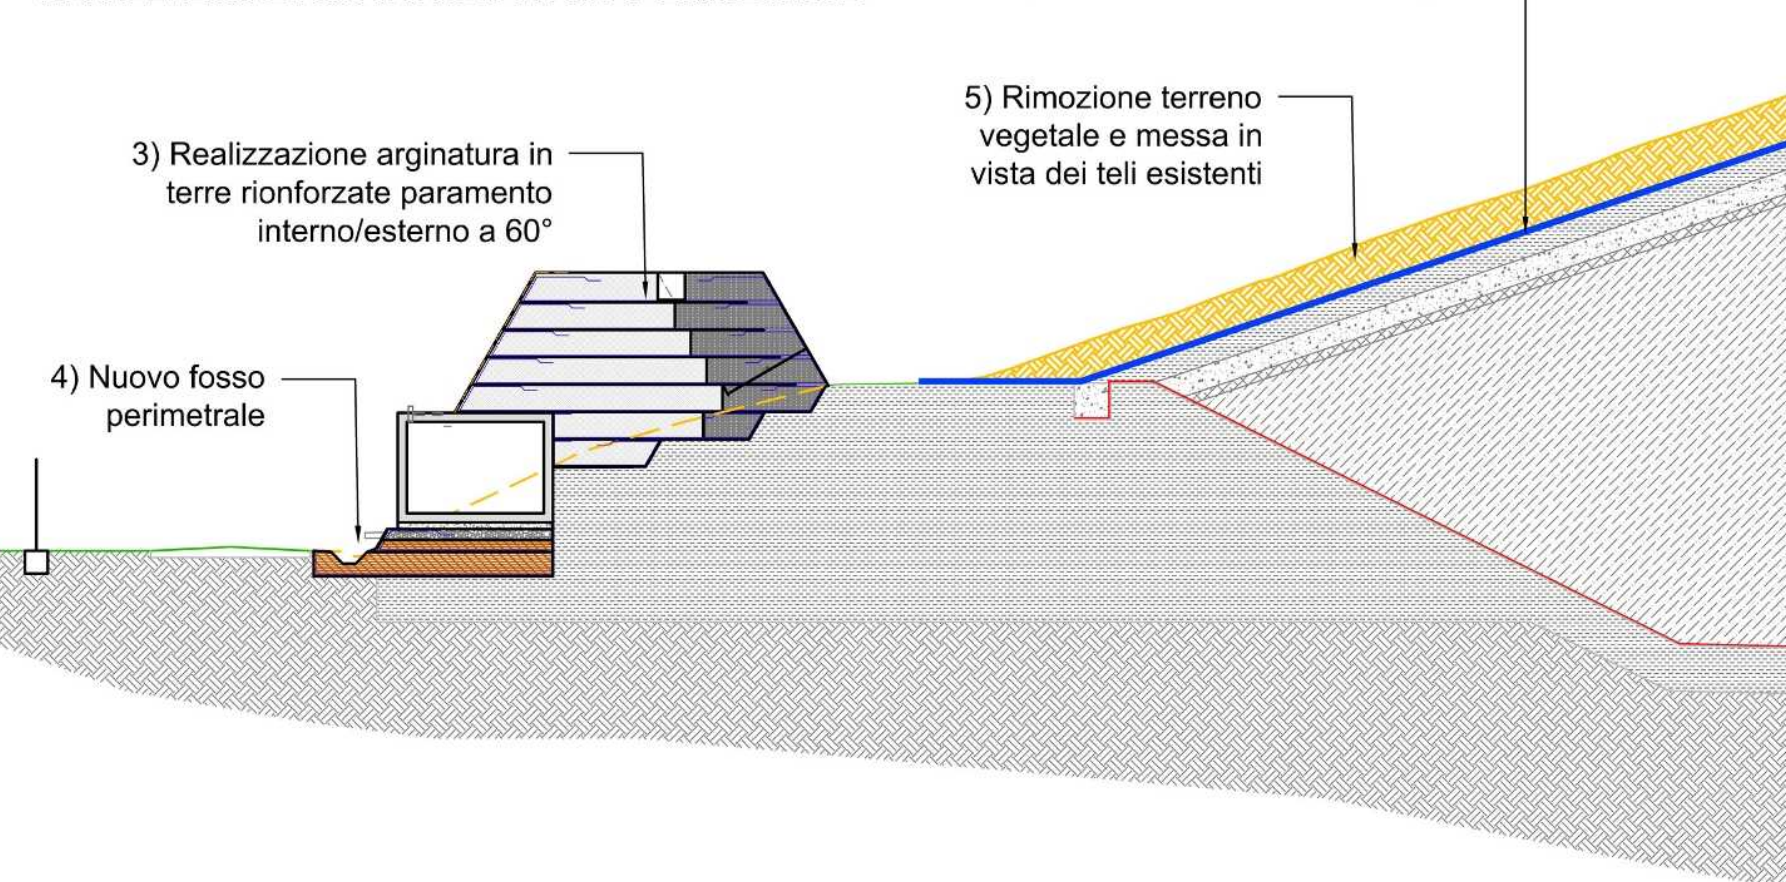 3) Realizzazione arginatura in
terre rionforzate paramento
interno/esterno a 60°
4) Nuovo fosso
perimetrale
5) Rimozione terreno
vegetale e messa in
vista dei teli esistenti